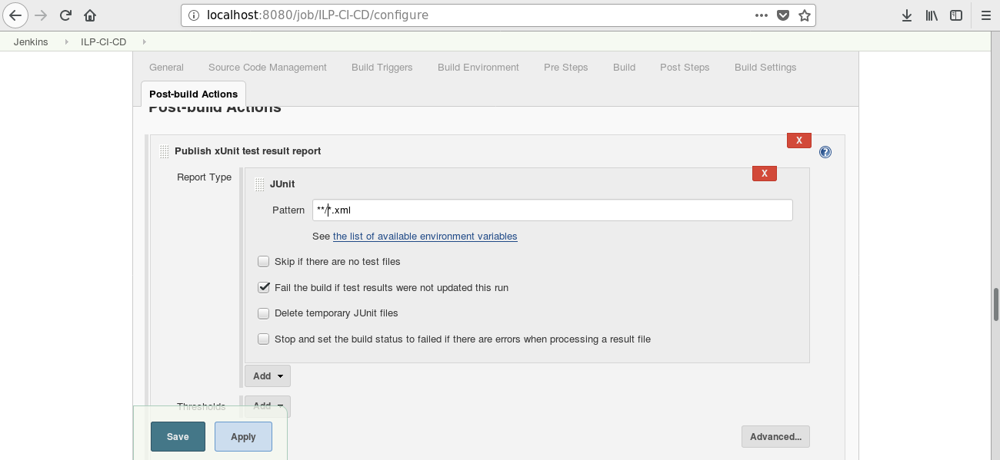 localhost:8080/job/ILP-CI-CD/configure
Jenkins ILP-CI-CD
General Source Code Management Build Triggers Build Environment Pre Steps Build Post Steps Build Settings
Post-build Actions
Post-build Actions
Publish xUnit test result report X
Report Type
JUnit X
Pattern **/*.xml
See the list of available environment variables
Skip if there are no test files
Fail the build if test results were not updated this run
Delete temporary JUnit files
Stop and set the build status to failed if there are errors when processing a result file
Add
Thresholds Add
Save Apply Advanced...